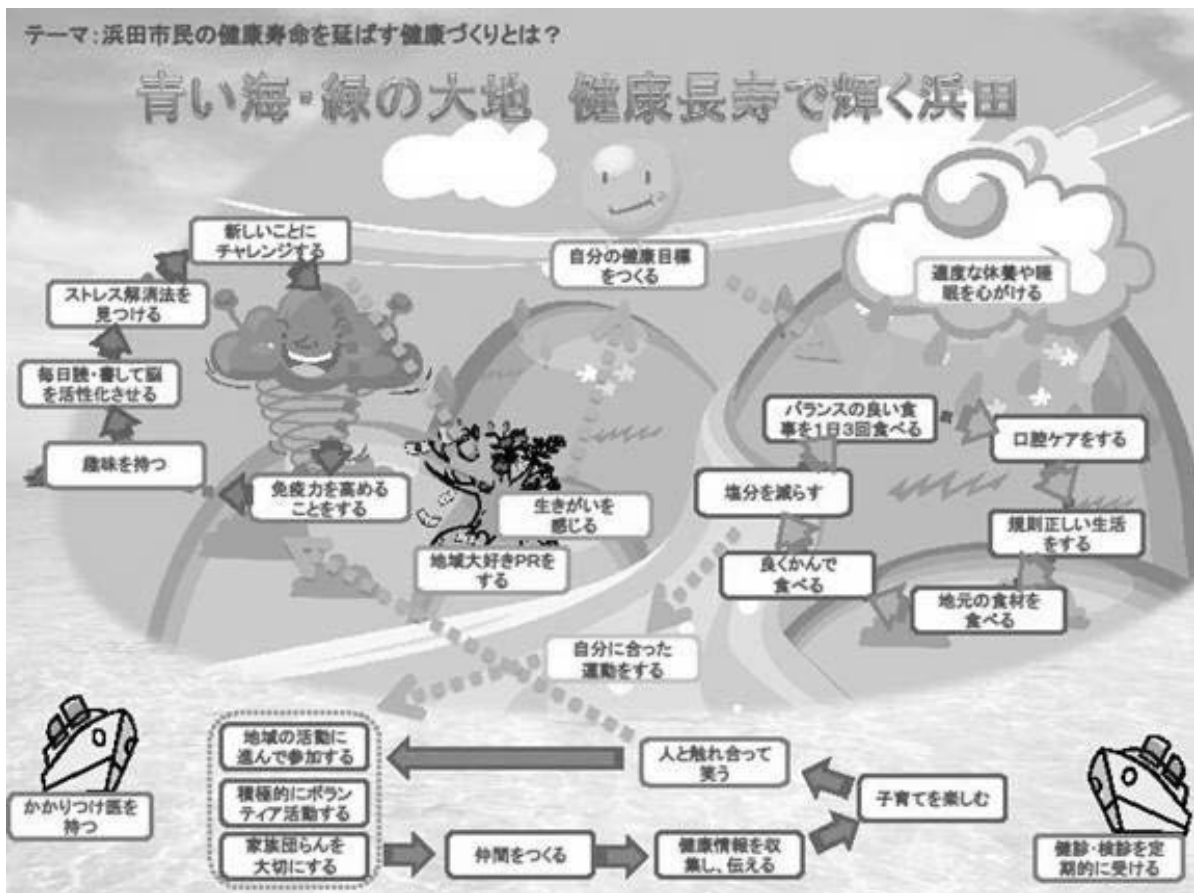 テーマ:浜田市民の健康寿命を延ばす健康づくりとは?
青い海・緑の大地 健康長寿で輝く浜田
新しいことに
チャレンジする
自分の健康目標
をつくる
適度な休養や睡
眠を心がける
ストレス解消法を
見つける
毎日読・書して脳
を活性化させる
趣味を持つ
免疫力を高める
ことをする
生きがいを
感じる
地域大好きPRを
する
バランスの良い食
事を1日3回食べる
口腔ケアをする
塩分を減らす
規則正しい生活
をする
良くかんで
食べる
地元の食材を
食べる
自分に合った
運動をする
地域の活動に
進んで参加する
人と触れ合って
笑う
積極的にボラン
ティア活動する
子育てを楽しむ
かかりつけ医を
持つ
家族団らんを
大切にする
仲間をつくる
健康情報を収
集し、伝える
健診・検診を定
期的に受ける